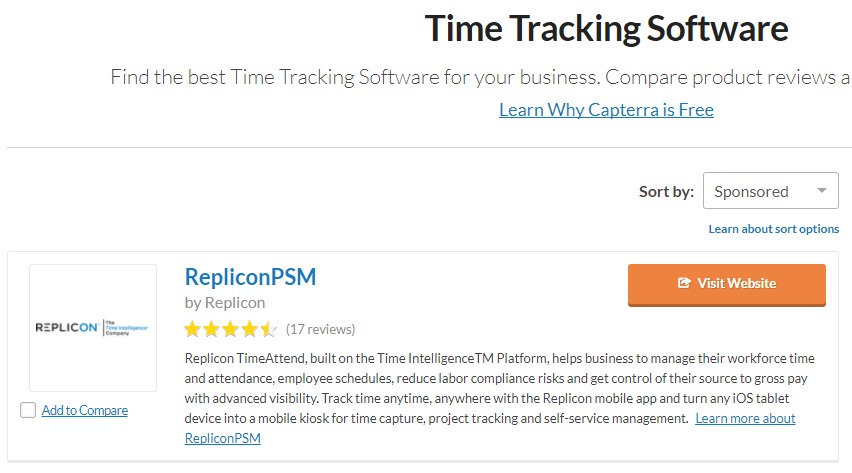 Time Tracking Software
Find the best Time Tracking Software for your business. Compare product reviews a
Learn Why Capterra is Free
Sort by: Sponsored
Learn about sort options
REPLICON The Time Intelligence Company
RepliconPSM
by Replicon
(17 reviews)
Visit Website
Replicon TimeAttend, built on the Time IntelligenceTM Platform, helps business to manage their workforce time
and attendance, employee schedules, reduce labor compliance risks and get control of their source to gross pay
with advanced visibility. Track time anytime, anywhere with the Replicon mobile app and turn any iOS tablet
device into a mobile kiosk for time capture, project tracking and self-service management. Learn more about
RepliconPSM
Add to Compare